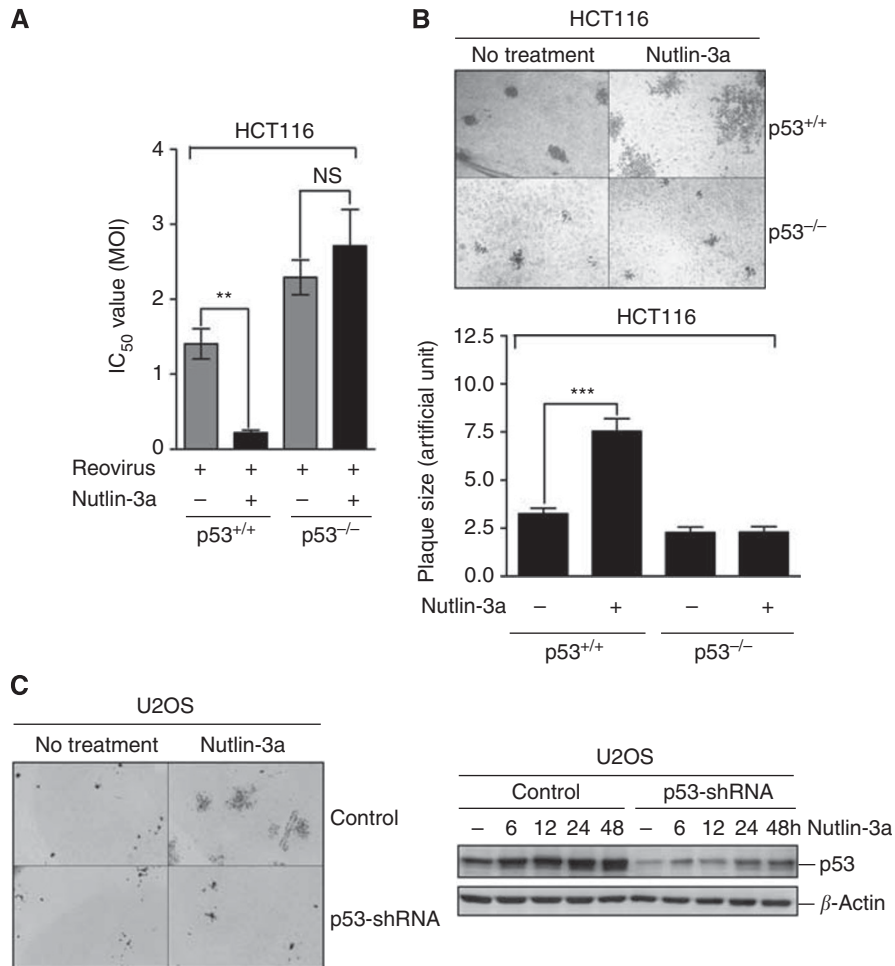 A
HCT116
4
3
2
1
0
IC50 value (MOI)
**
NS
Reovirus + + + +
Nutlin-3a – + – +
p53+/+ p53–/–
B
HCT116
No treatment Nutlin-3a
p53+/+
p53–/–
HCT116
12.5
10.0
7.5
5.0
2.5
0.0
Plaque size (artificial unit)
***
Nutlin-3a – + – +
p53+/+ p53–/–
C
U2OS
No treatment Nutlin-3a
Control
p53-shRNA
U2OS
Control p53-shRNA
– 6 12 24 48 – 6 12 24 48h Nutlin-3a
p53
β-Actin